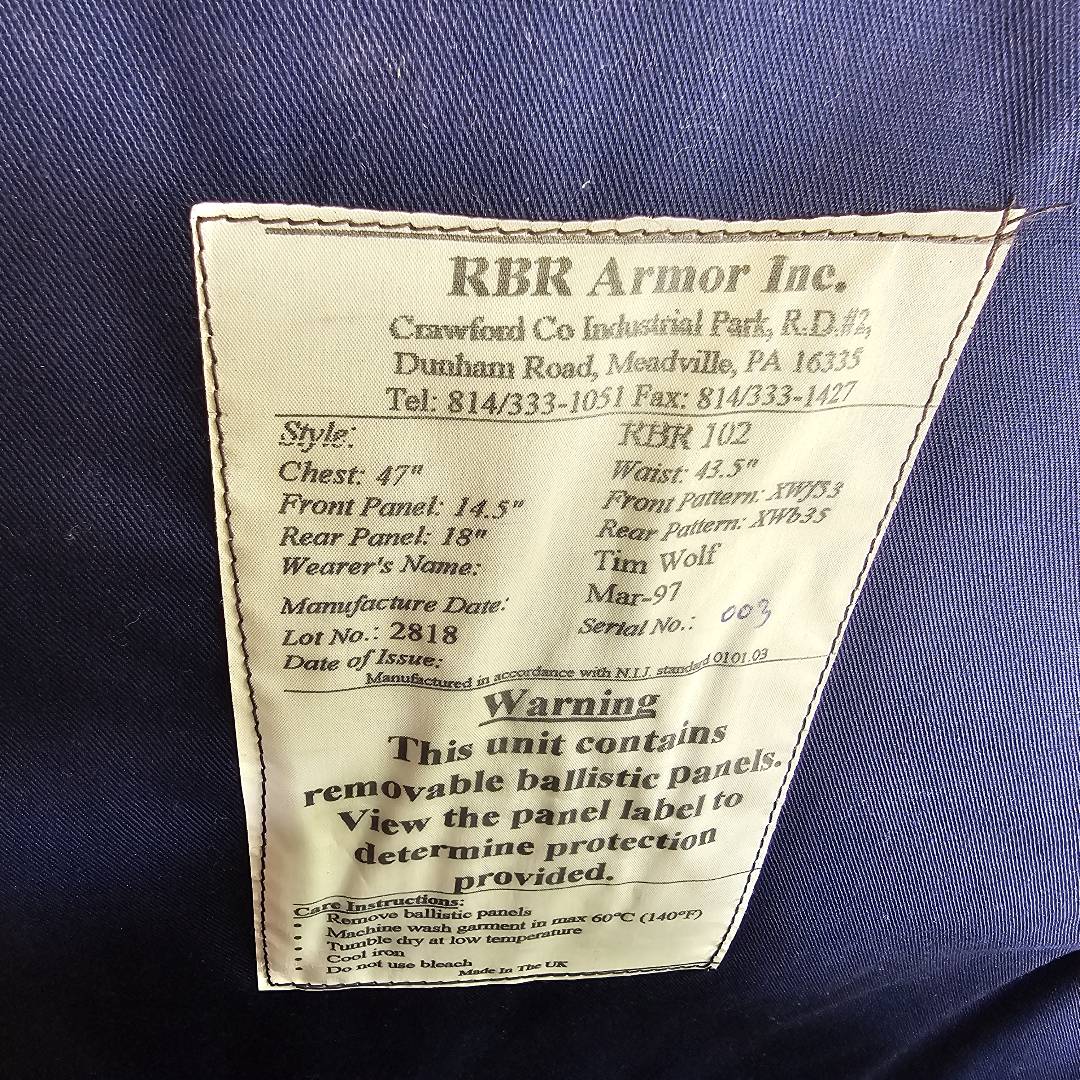 RBR Armor Inc.
Crawford Co Industrial Park, R.D.#2,
Dunham Road, Meadville, PA 16335
Tel: 814/333-1051 Fax: 814/333-1427
Style: RBR 102
Chest: 47" Waist: 43.5"
Front Panel: 14.5" Front Pattern: XWf53
Rear Panel: 18" Rear Pattern: XWb35
Wearer's Name: Tim Wolf
Manufacture Date: Mar-97
Lot No.: 2818 Serial No.: 003
Date of Issue:
Manufactured in accordance with N.I.J. standard 0101.03
Warning
This unit contains
removable ballistic panels.
View the panel label to
determine protection
provided.
Care Instructions:
• Remove ballistic panels
• Machine wash garment in max 60°C (140°F)
• Tumble dry at low temperature
• Cool iron
• Do not use bleach
Made In The UK